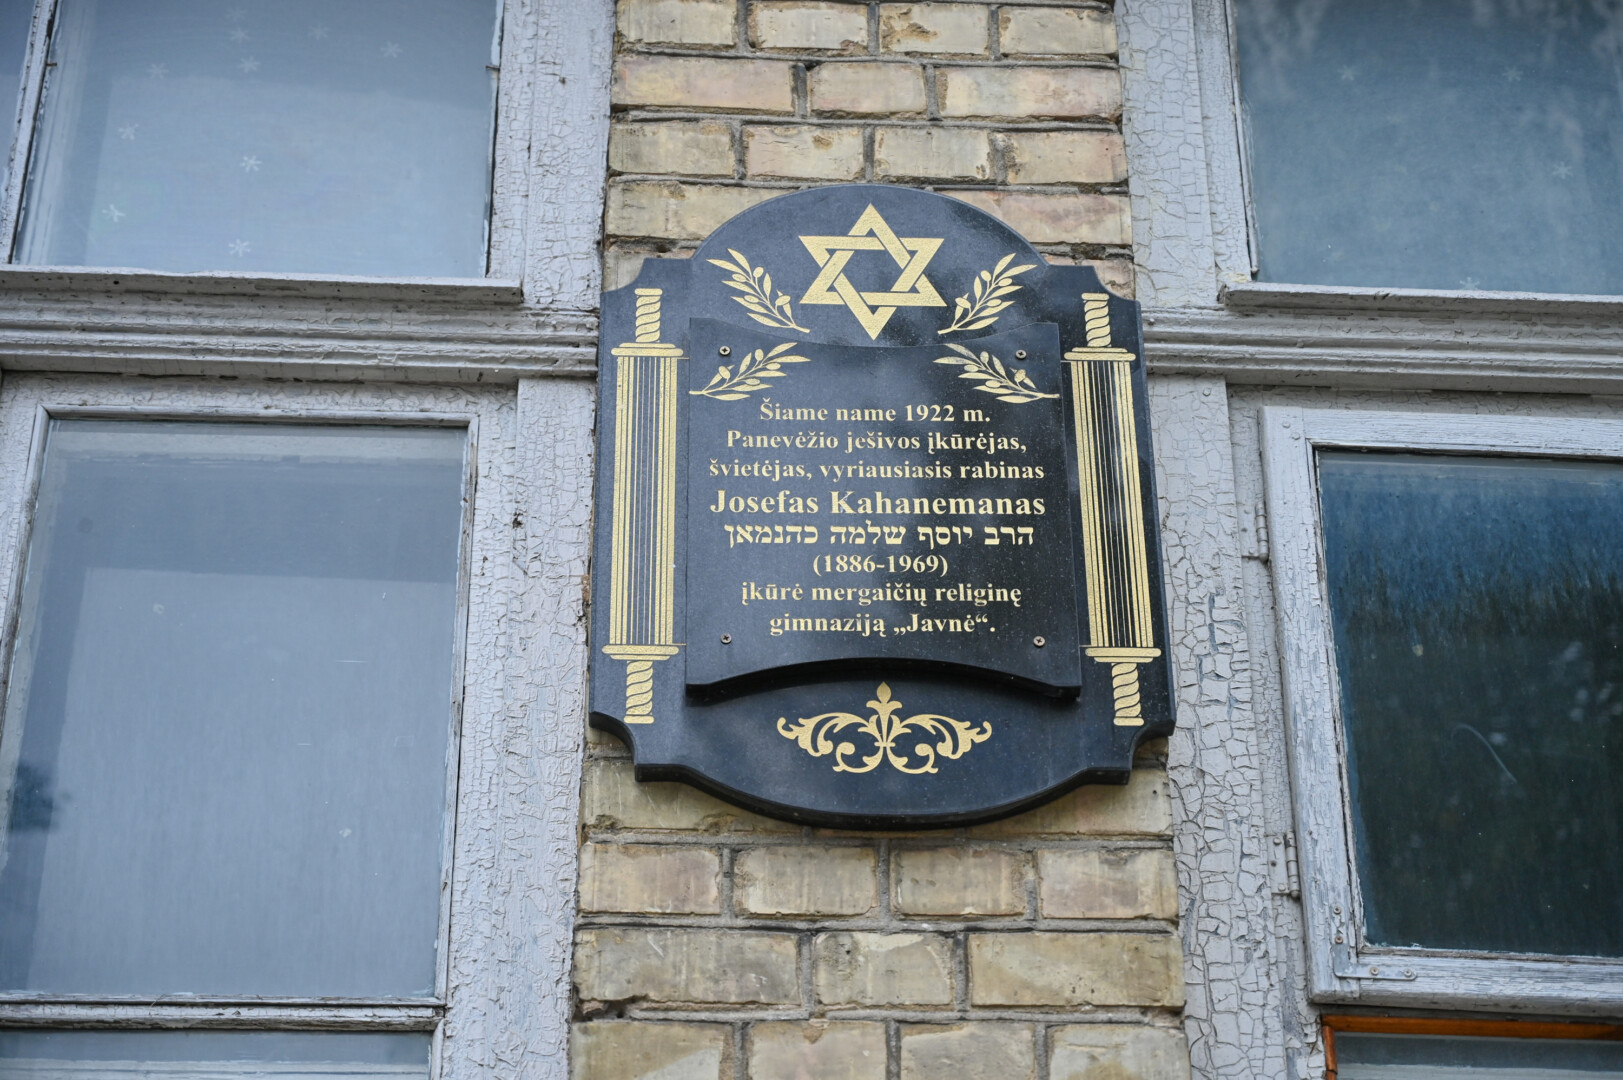 Šiame name 1922 m.
Panevėžio ješivos įkūrėjas,
švietėjas, vyriausiasis rabinas
Josefas Kahanemanas
הרב יוסף שלמה כהנמאן
(1886-1969)
įkūrė mergaičių religinę
gimnaziją „Javnė“.